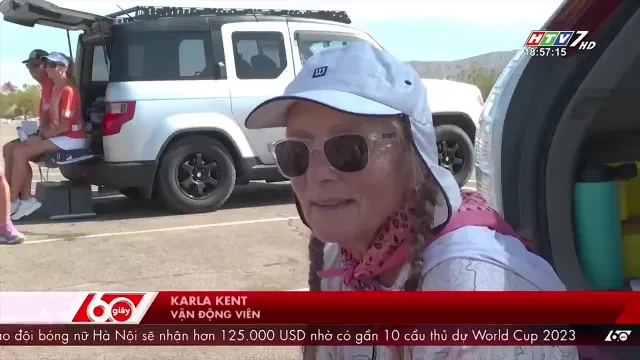 HTV7 HD
18:57:15
60 giây
KARLA KENT
VẬN ĐỘNG VIÊN
ao đội bóng nữ Hà Nội sẽ nhận hơn 125.000 USD nhờ có gần 10 cầu thủ dự World Cup 2023
60